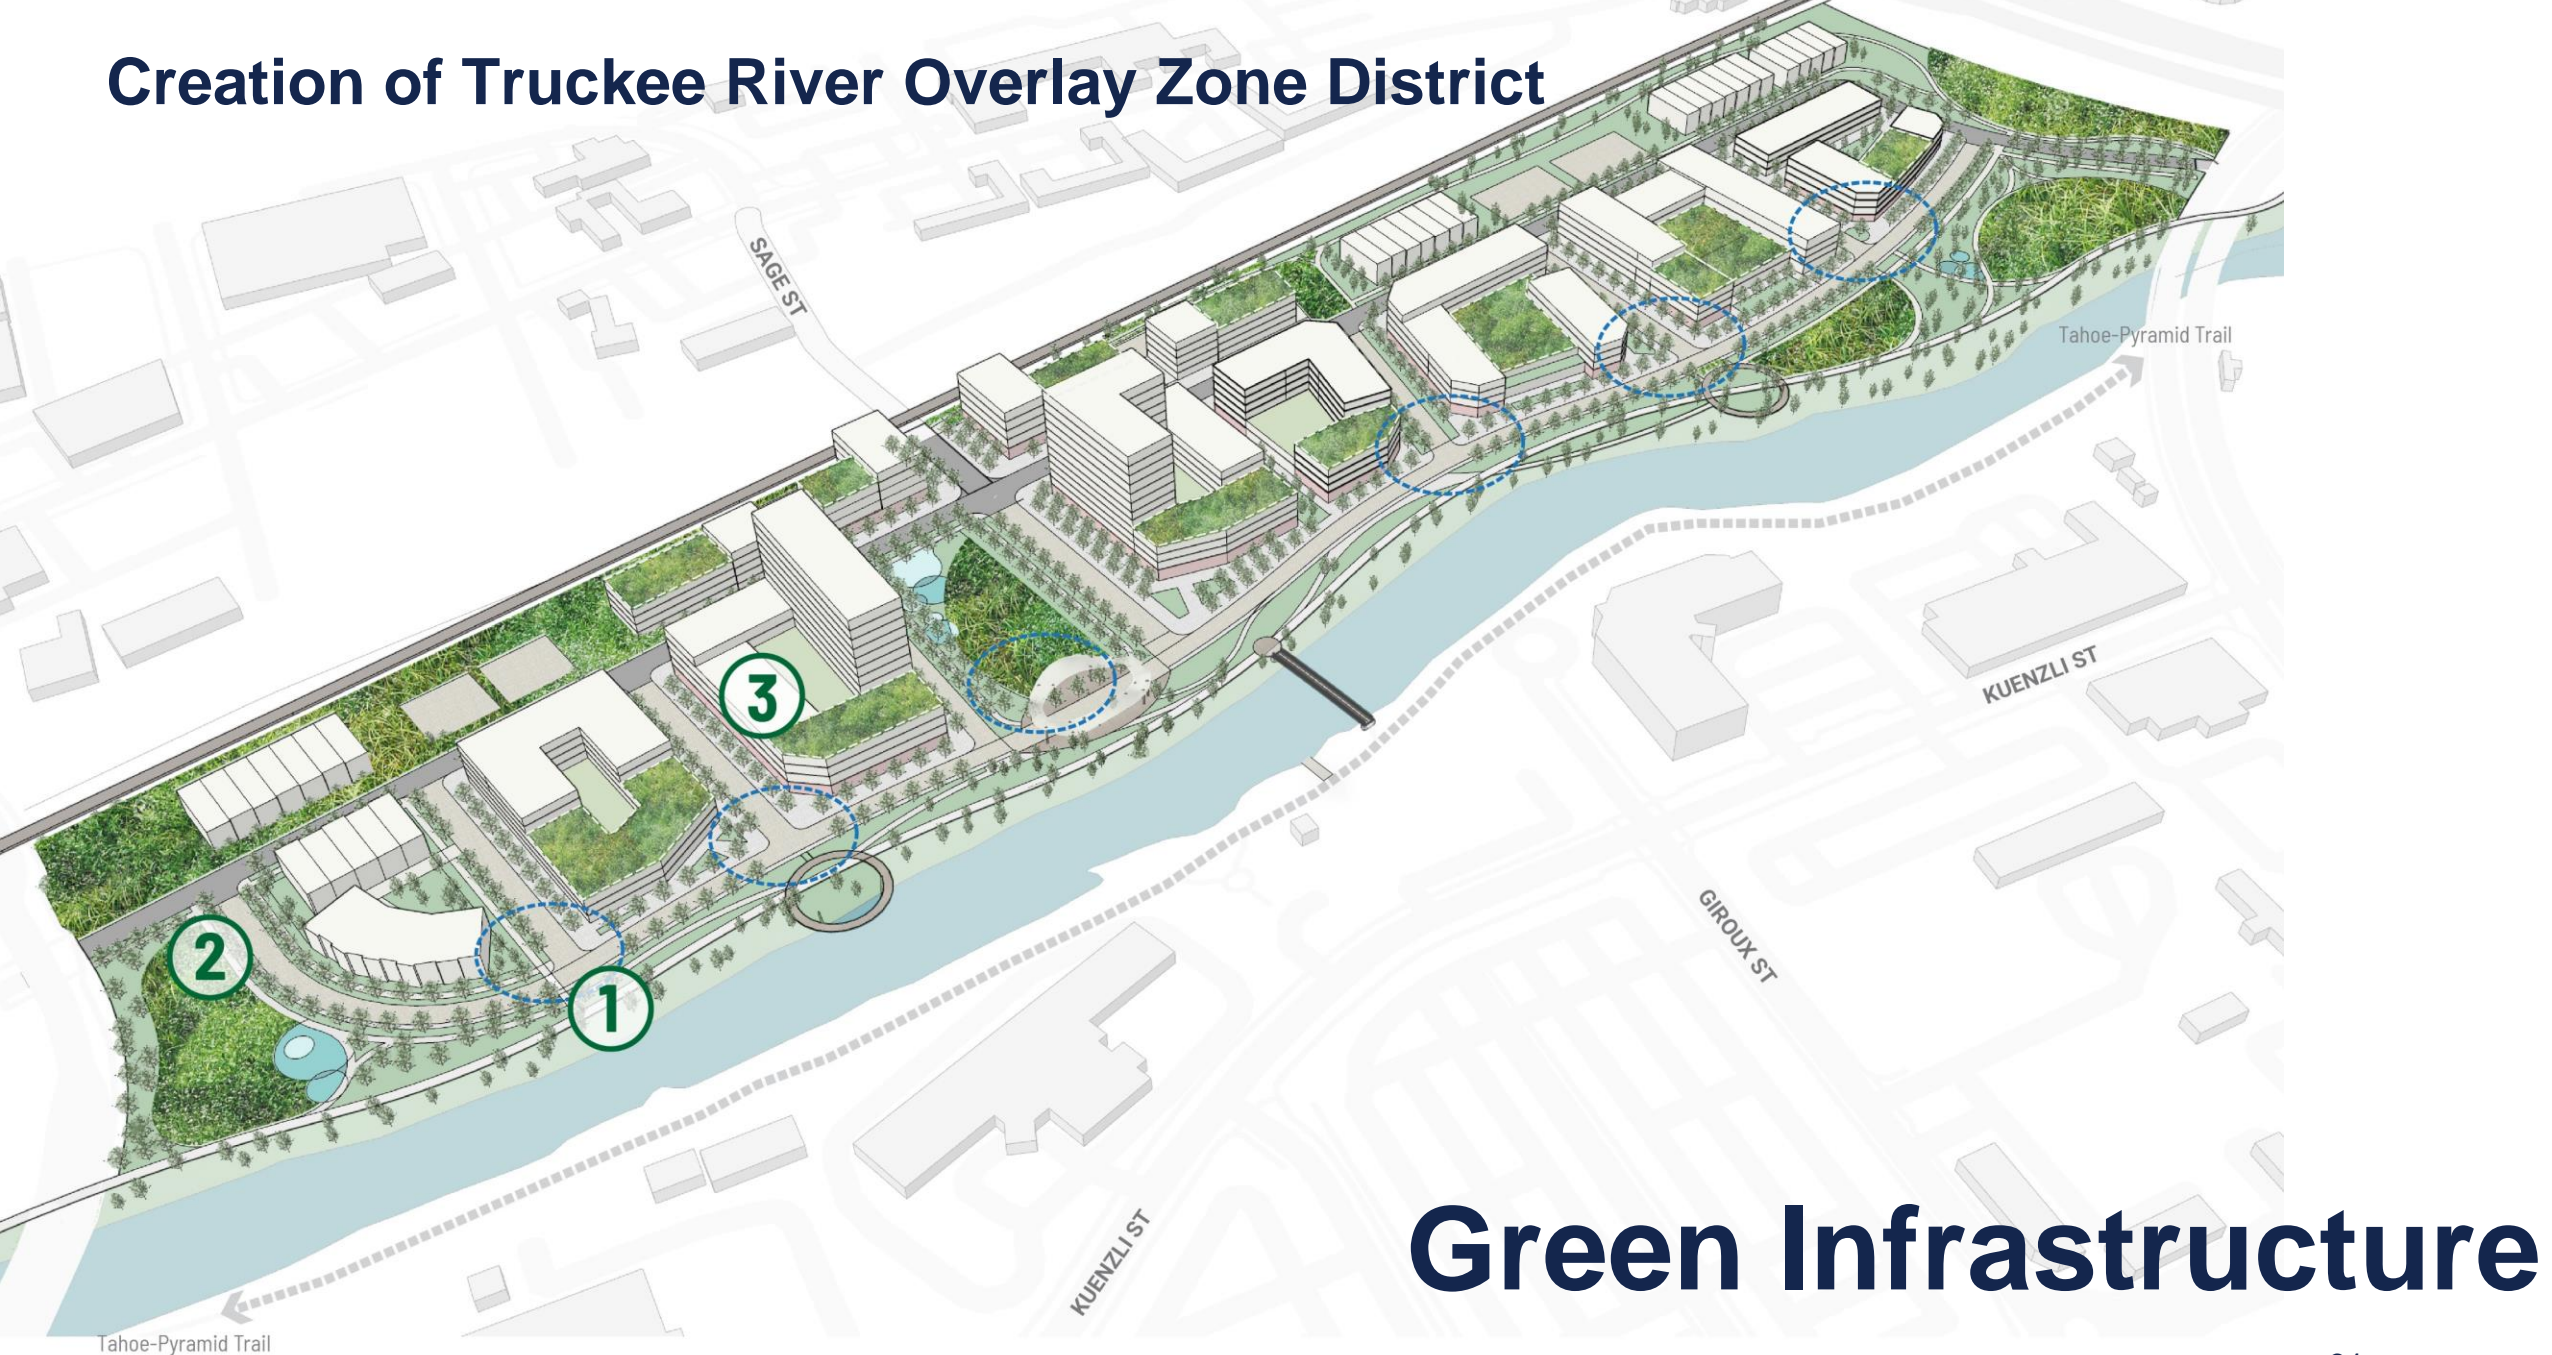 Creation of Truckee River Overlay Zone District
SAGE ST
Tahoe-Pyramid Trail
KUENZLI ST
3
2
1
GIROUX ST
KUENZLI ST
Green Infrastructure
Tahoe-Pyramid Trail